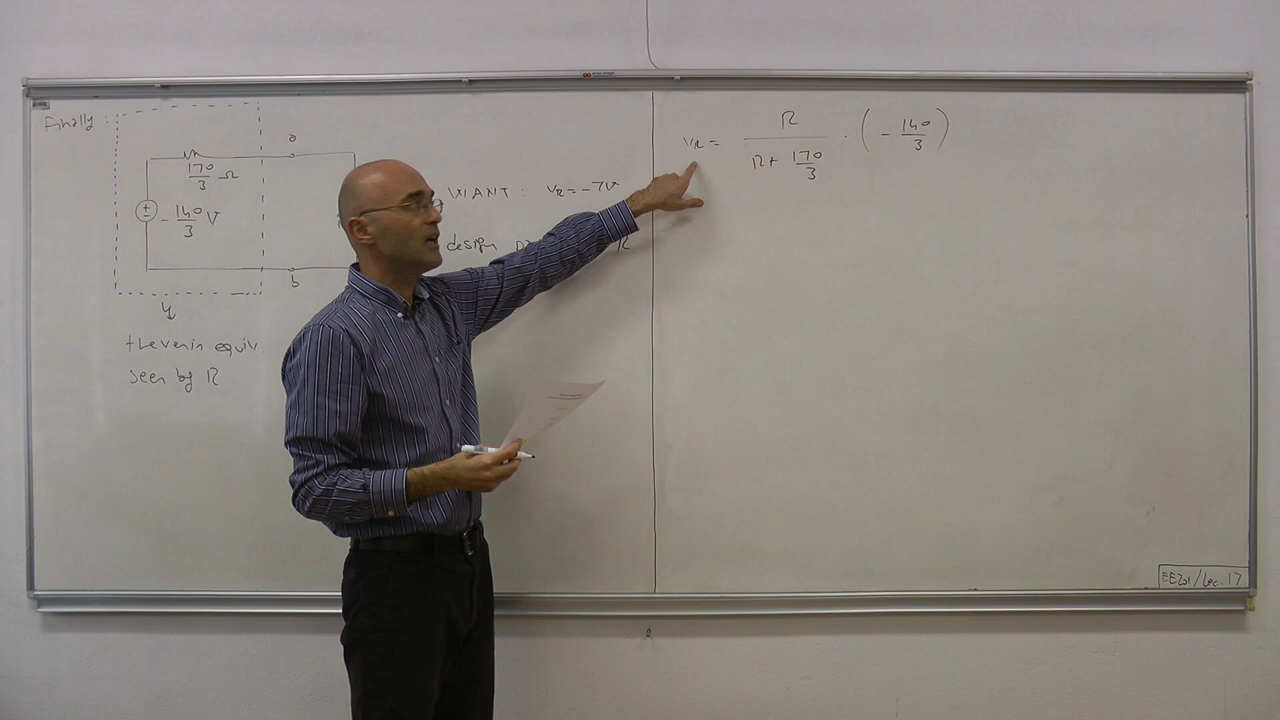 Finally :
a
170/3 Ω
± - 140/3 V
b
thevenin equiv.
seen by R
WANT : vR = -7V
design R
vR = R / (R + 170/3) · ( - 140/3 )
EE201/Lec. 17